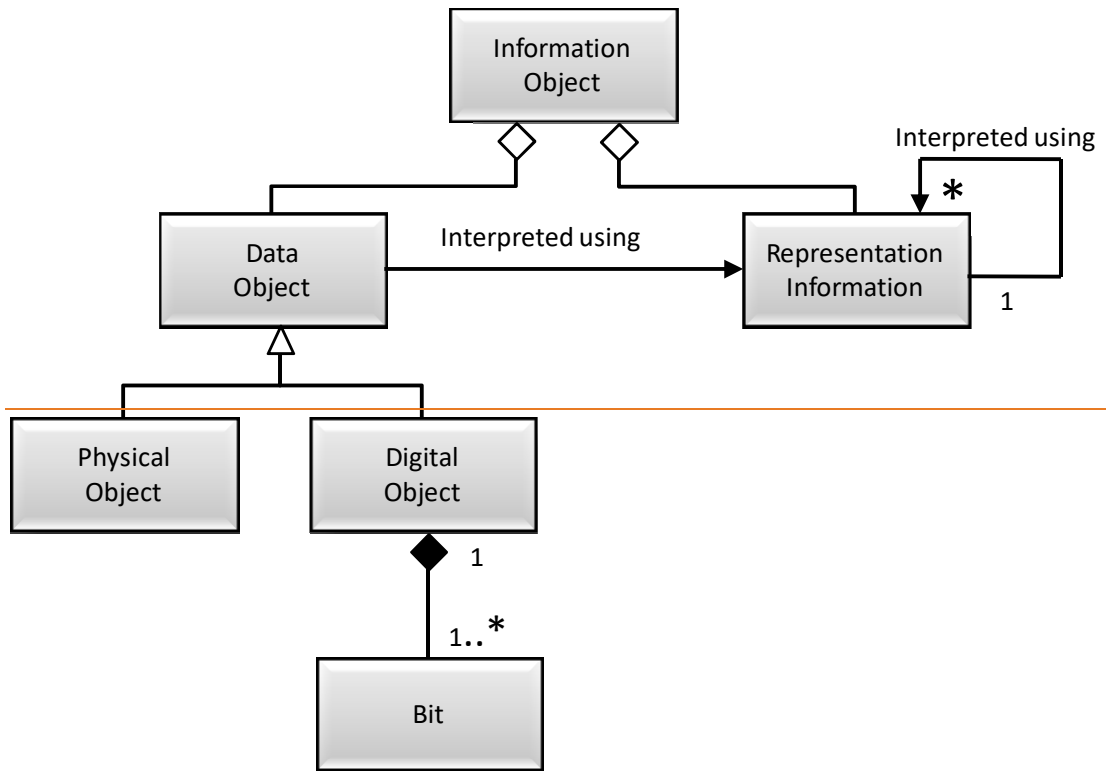 Information
Object
Interpreted using
*
Data
Object
Interpreted using
Representation
Information
1
Physical
Object
Digital
Object
1
1..*
Bit